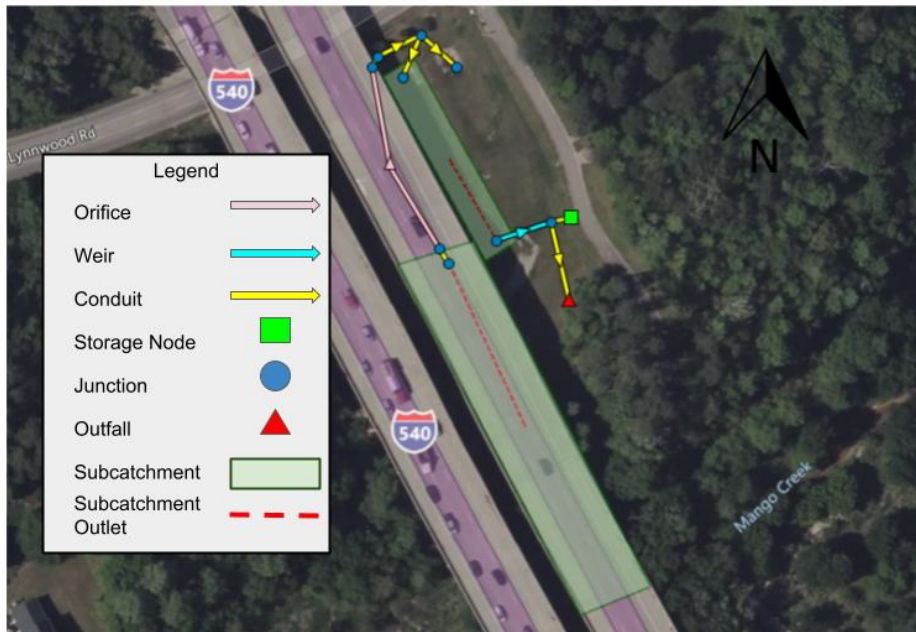 540
Lynnwood Rd
N
Legend
Orifice
Weir
Conduit
Storage Node
Junction
Outfall
Subcatchment
Subcatchment
Outlet
540
Mango Creek